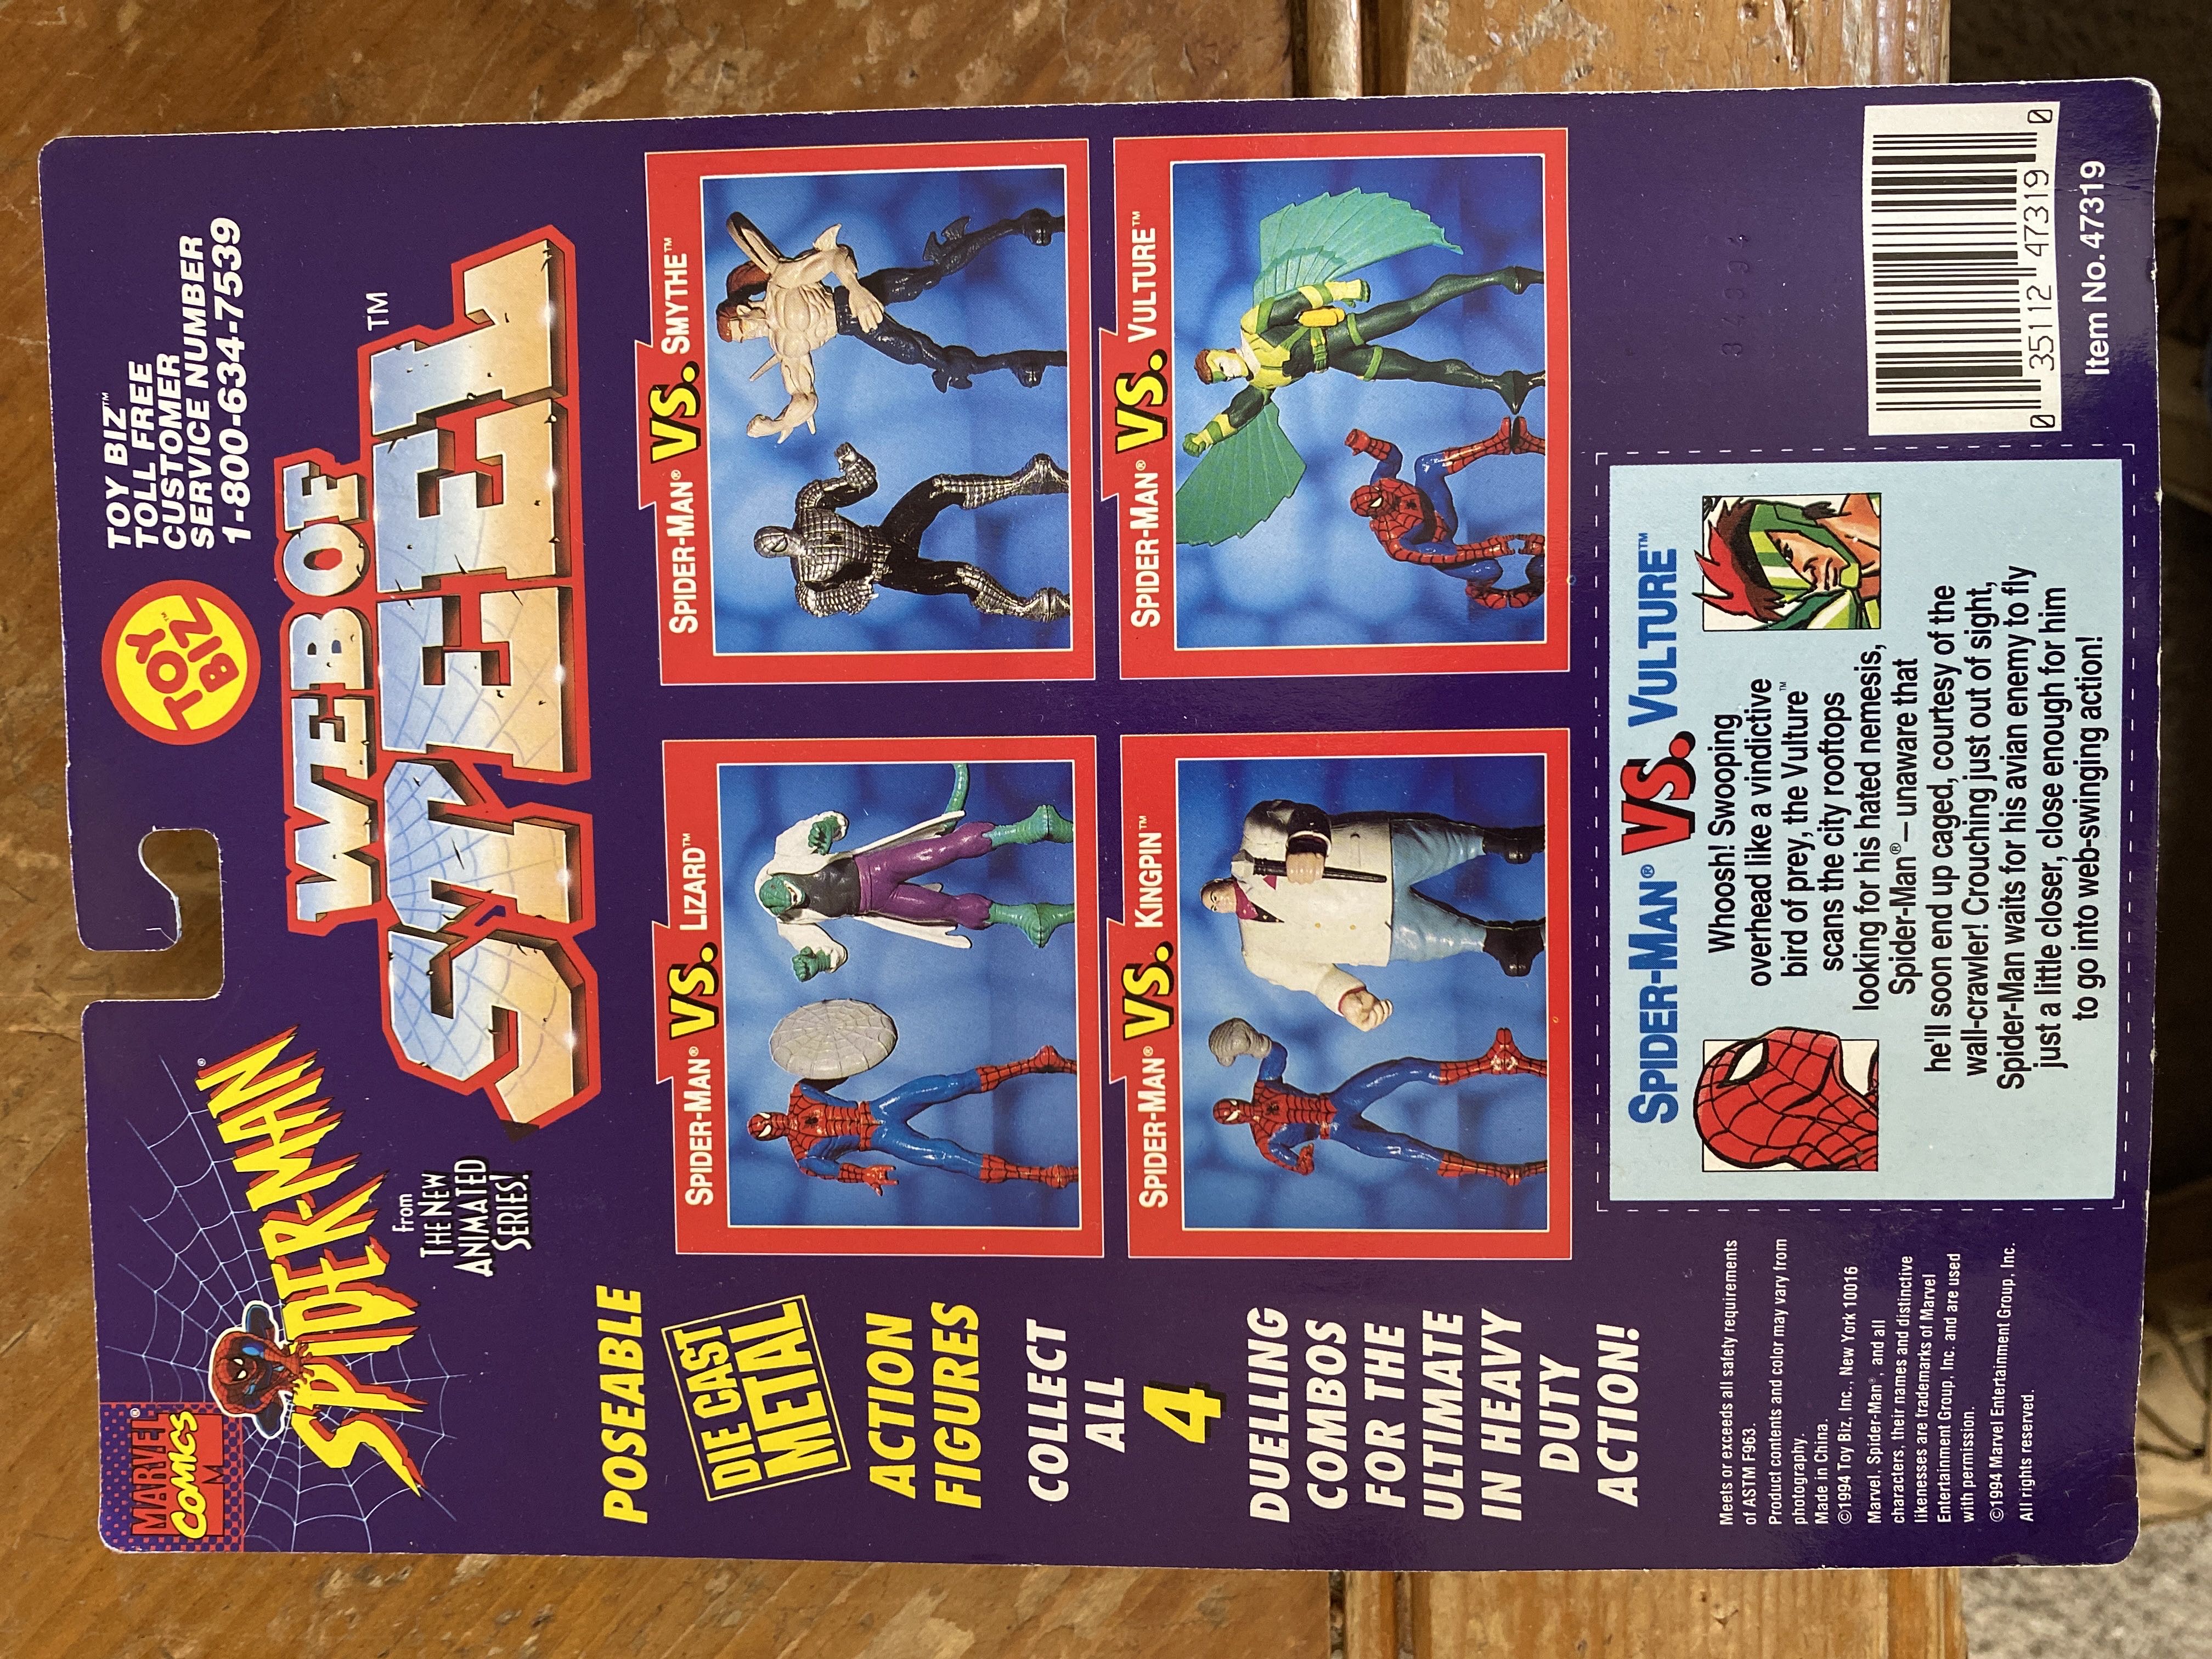 MARVEL®
COMICS
SPIDER-MAN®
from
THE NEW
ANIMATED
SERIES!
TOY
BIZ™
TOY BIZ™
TOLL FREE
CUSTOMER
SERVICE NUMBER
1-800-634-7539
WEB OF
STEEL™
POSEABLE
DIE CAST
METAL
ACTION
FIGURES
COLLECT
ALL
4
DUELLING
COMBOS
FOR THE
ULTIMATE
IN HEAVY
DUTY
ACTION!
SPIDER-MAN® VS. LIZARD™
SPIDER-MAN® VS. SMYTHE™
SPIDER-MAN® VS. KINGPIN™
SPIDER-MAN® VS. VULTURE™
Meets or exceeds all safety requirements
of ASTM F963.
Product contents and color may vary from
photography.
Made in China.
©1994 Toy Biz, Inc., New York 10016
Marvel, Spider-Man®, and all
characters, their names and distinctive
likenesses are trademarks of Marvel
Entertainment Group, Inc. and are used
with permission.
©1994 Marvel Entertainment Group, Inc.
All rights reserved.
SPIDER-MAN® VS. VULTURE™
Whoosh! Swooping
overhead like a vindictive
bird of prey, the Vulture™
scans the city rooftops
looking for his hated nemesis,
Spider-Man® – unaware that
he'll soon end up caged, courtesy of the
wall-crawler! Crouching just out of sight,
Spider-Man waits for his avian enemy to fly
just a little closer, close enough for him
to go into web-swinging action!
0 35112 47319 0
Item No. 47319